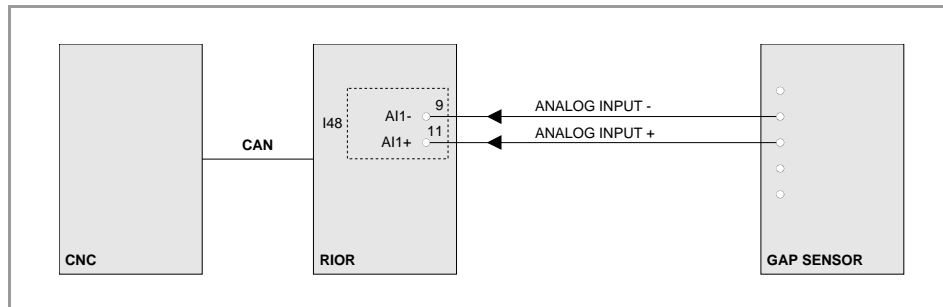 9
ANALOG INPUT -
I48
AI1-
11
ANALOG INPUT +
AI1+
CAN
CNC
RIOR
GAP SENSOR